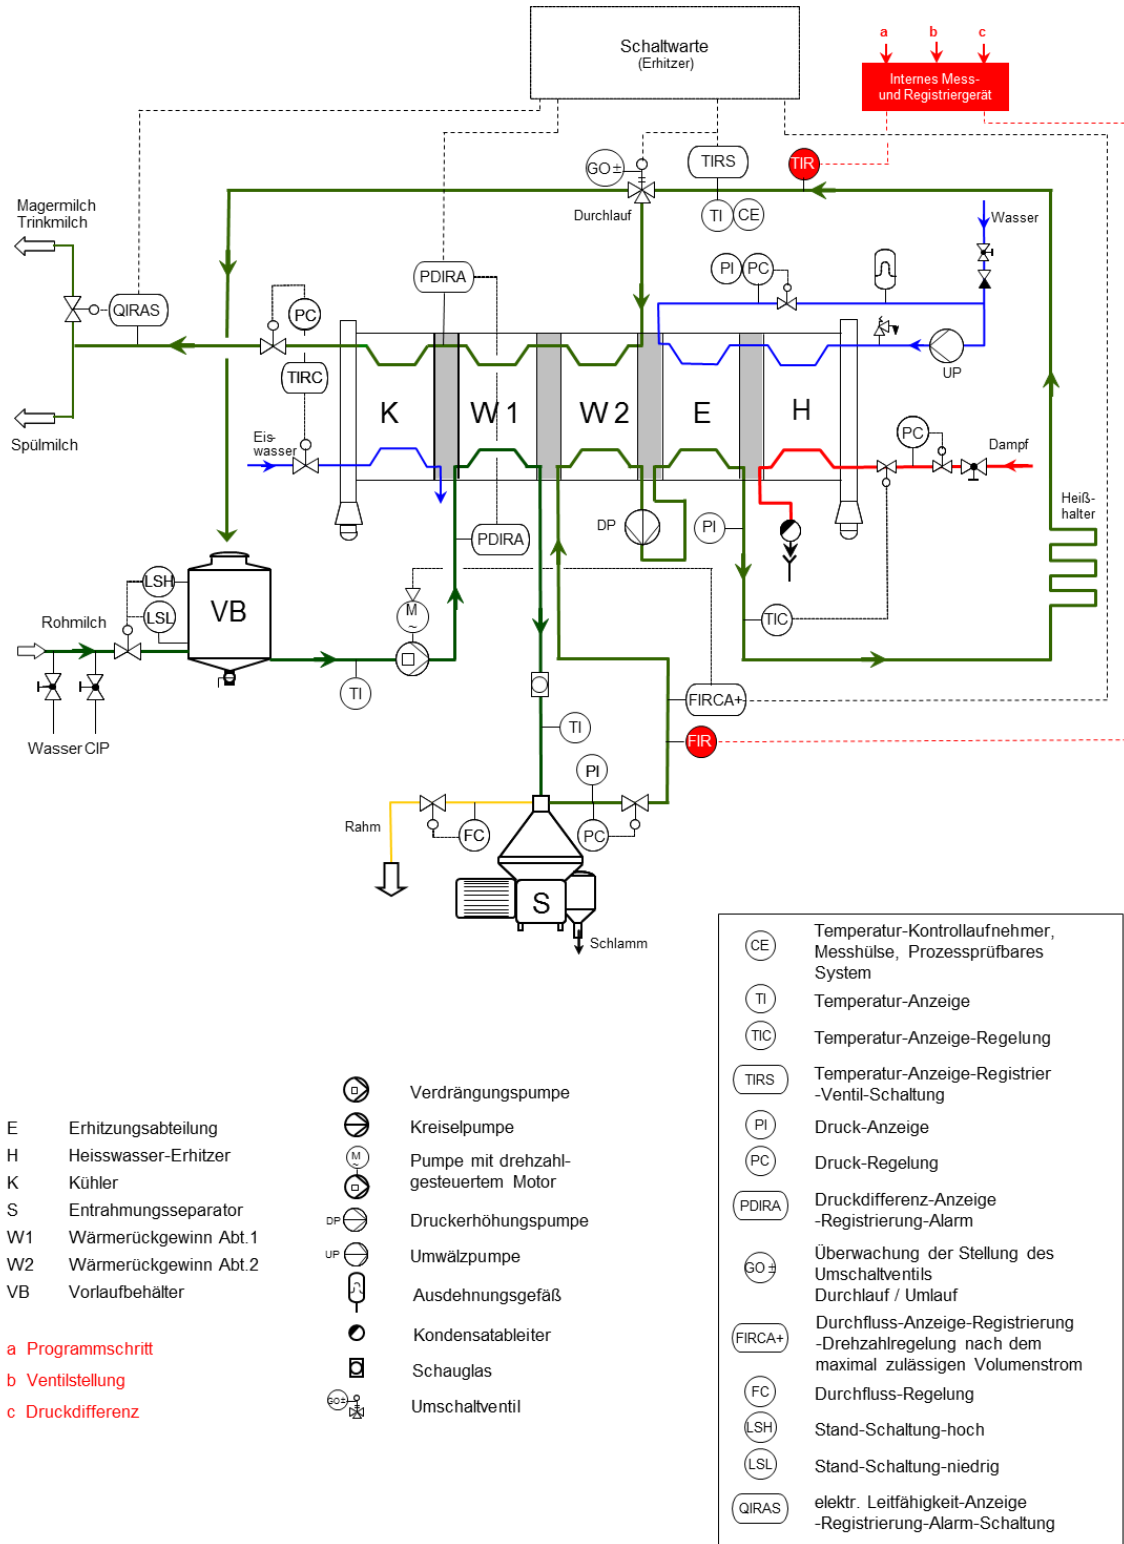 Schaltwarte
(Erhitzer)
a
b
c
Internes Mess-
und Registriergerät
GO ±
TIRS
TIR
TI
CE
Durchlauf
Wasser
Magermilch
Trinkmilch
QIRAS
PC
PDIRA
PI
PC
UP
TIRC
K
W1
W2
E
H
Spülmilch
Eis-
wasser
PC
Dampf
Heiß-
halter
DP
PI
PDIRA
LSH
LSL
VB
M
~
TIC
Rohmilch
TI
FIRCA+
Wasser
CIP
TI
FIR
PI
Rahm
FC
PC
S
Schlamm
CE
Temperatur-Kontrollaufnehmer,
Messhülse, Prozessprüfbares
System
TI
Temperatur-Anzeige
TIC
Temperatur-Anzeige-Regelung
TIRS
Temperatur-Anzeige-Registrier
-Ventil-Schaltung
PI
Druck-Anzeige
PC
Druck-Regelung
PDIRA
Druckdifferenz-Anzeige
-Registrierung-Alarm
GO ±
Überwachung der Stellung des
Umschaltventils
Durchlauf / Umlauf
FIRCA+
Durchfluss-Anzeige-Registrierung
-Drehzahlregelung nach dem
maximal zulässigen Volumenstrom
FC
Durchfluss-Regelung
LSH
Stand-Schaltung-hoch
LSL
Stand-Schaltung-niedrig
QIRAS
elektr. Leitfähigkeit-Anzeige
-Registrierung-Alarm-Schaltung
E Erhitzungsabteilung
H Heisswasser-Erhitzer
K Kühler
S Entrahmungsseparator
W1 Wärmerückgewinn Abt.1
W2 Wärmerückgewinn Abt.2
VB Vorlaufbehälter
a Programmschritt
b Ventilstellung
c Druckdifferenz
Verdrängungspumpe
Kreiselpumpe
M
~
Pumpe mit drehzahl-
gesteuertem Motor
DP
Druckerhöhungspumpe
UP
Umwälzpumpe
Ausdehnungsgefäß
Kondensatableiter
Schauglas
GO ±
Umschaltventil